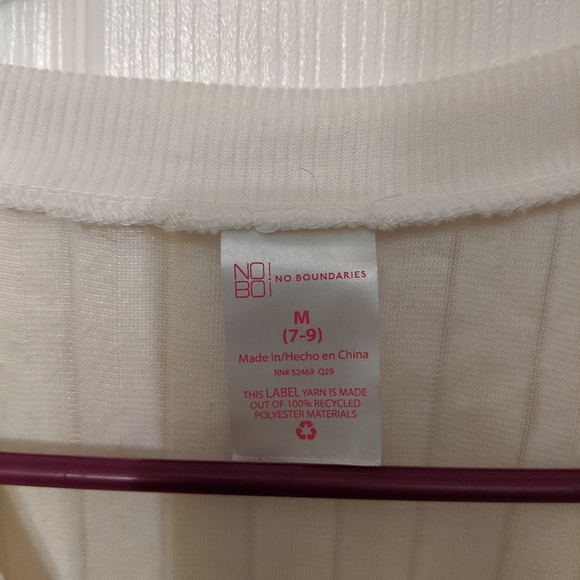 NO!
BO!
NO BOUNDARIES
M
(7-9)
Made in/Hecho en China
RN# 52469 Q29
THIS LABEL YARN IS MADE
OUT OF 100% RECYCLED
POLYESTER MATERIALS